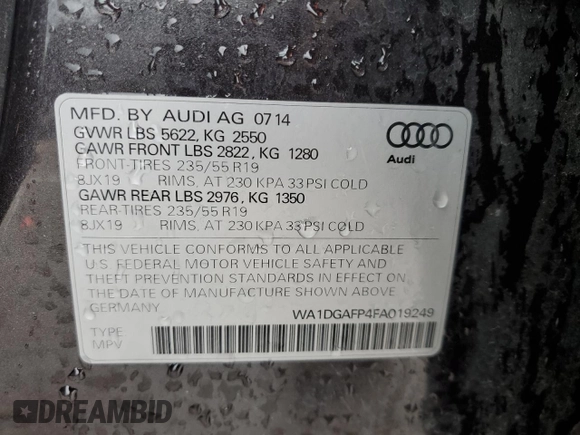 MFD. BY AUDI AG 07 14
GVWR LBS 5622, KG 2550
GAWR FRONT LBS 2822, KG 1280
FRONT-TIRES 235/55 R19
8JX19 RIMS, AT 230 KPA 33 PSI COLD
GAWR REAR LBS 2976, KG 1350
REAR-TIRES 235/55 R19
8JX19 RIMS, AT 230 KPA 33 PSI COLD
THIS VEHICLE CONFORMS TO ALL APPLICABLE
U.S. FEDERAL MOTOR VEHICLE SAFETY AND
THEFT PREVENTION STANDARDS IN EFFECT ON
THE DATE OF MANUFACTURE SHOWN ABOVE
GERMANY
WA1DGAFP4FA019249
TYPE
MPV
Audi
DREAMBID